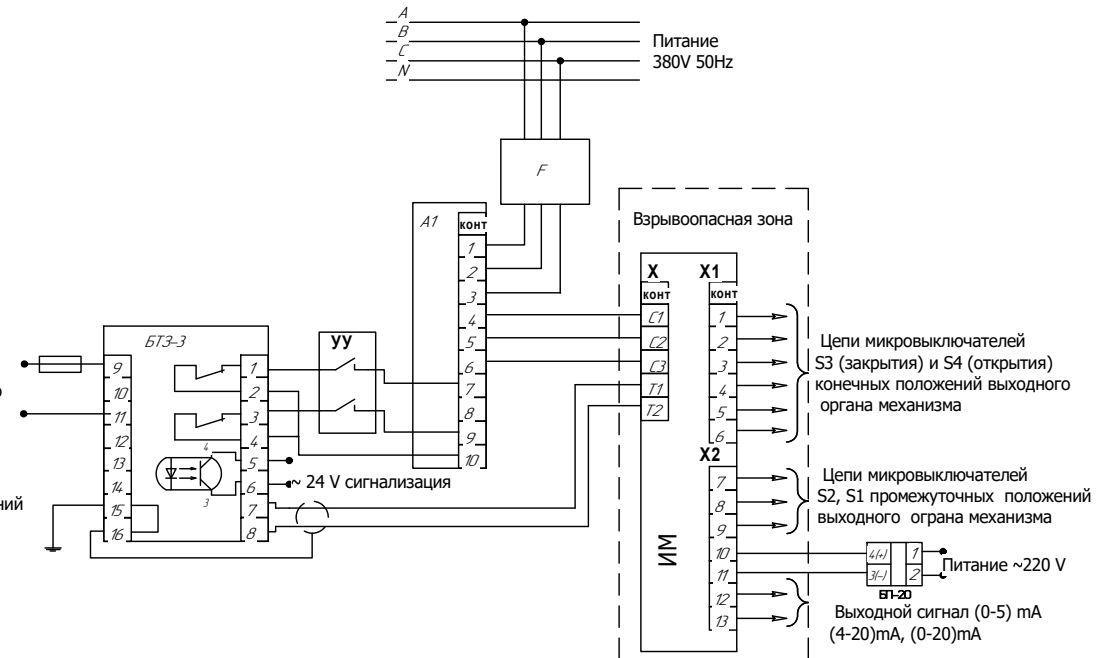 A
B
C
N
Питание
380V 50Hz
F
A1
конт
1
2
3
4
5
6
7
8
9
10
Взрывоопасная зона
X
конт
C1
C2
C3
T1
T2
X1
конт
1
2
3
4
5
6
X2
7
8
9
10
11
12
13
ИМ
Цепи микровыключателей
S3 (закрытия) и S4 (открытия)
конечных положений выходного
органа механизма
Цепи микровыключателей
S2, S1 промежуточных положений
выходного ограна механизма
4(+)
3(-)
1
2
БП-20
Питание ~220 V
Выходной сигнал (0-5) mA
(4-20)mA, (0-20)mA
БТЗ-3
9
10
11
12
13
14
15
16
1
2
3
4
5
6
7
8
4
3
УУ
~ 24 V сигнализация